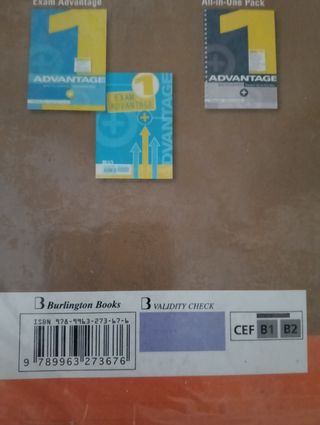 Exam Advantage
All-in-One Pack
1
ADVANTAGE
1
ADVANTAGE
1
EXAM
ADVANTAGE
ADVANTAGE
B Burlington Books
B VALIDITY CHECK
ISBN 978-9963-273-67-6
CEF B1 B2
9 789963 273676